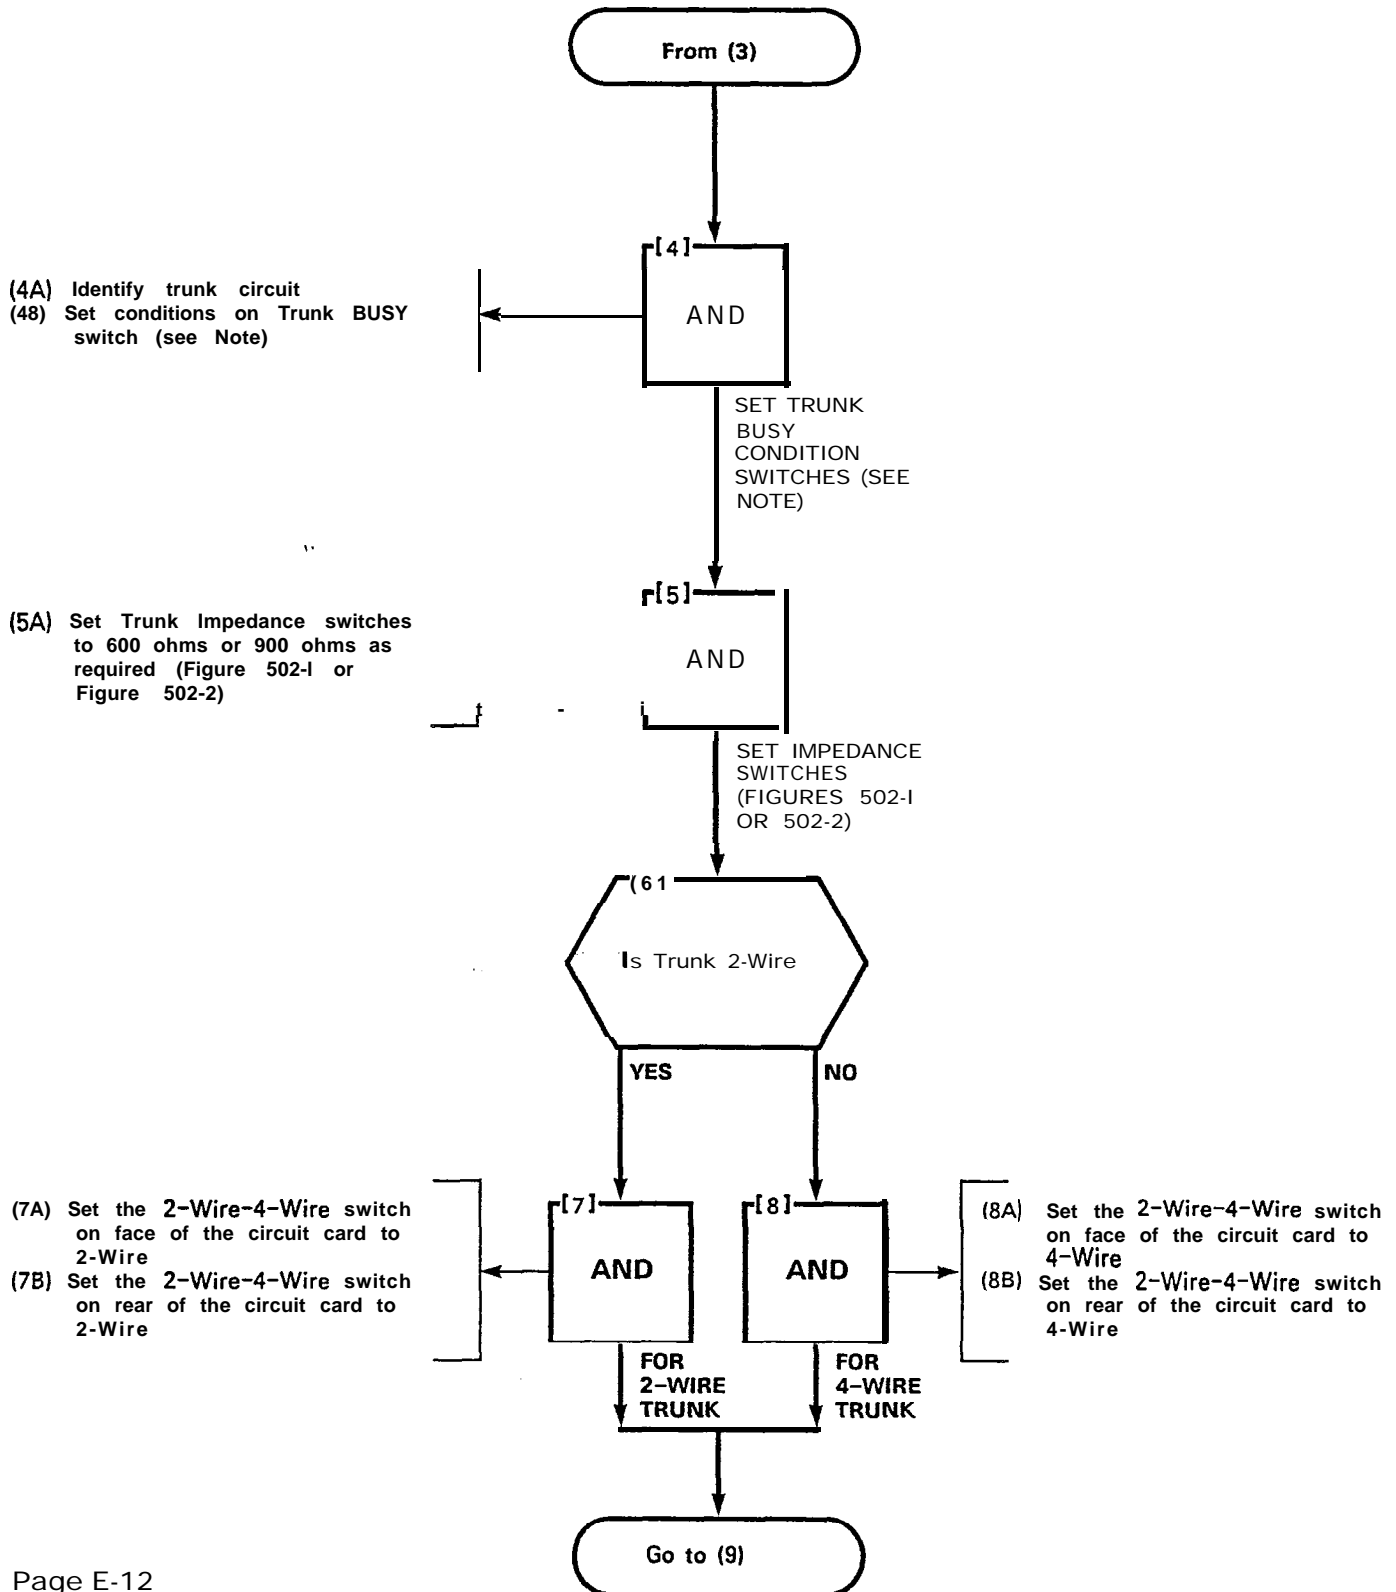 From (3)
[4]
AND
(4A) Identify trunk circuit
(48) Set conditions on Trunk BUSY
switch (see Note)
SET TRUNK
BUSY
CONDITION
SWITCHES (SEE
NOTE)
[5]
AND
(5A) Set Trunk Impedance switches
to 600 ohms or 900 ohms as
required (Figure 502-I or
Figure 502-2)
t - i
SET IMPEDANCE
SWITCHES
(FIGURES 502-I
OR 502-2)
(61
Is Trunk 2-Wire
YES
NO
(7A) Set the 2-Wire-4-Wire switch
on face of the circuit card to
2-Wire
(7B) Set the 2-Wire-4-Wire switch
on rear of the circuit card to
2-Wire
[7]
AND
[8]
AND
(8A) Set the 2-Wire-4-Wire switch
on face of the circuit card to
4-Wire
(8B) Set the 2-Wire-4-Wire switch
on rear of the circuit card to
4-Wire
FOR
2-WIRE
TRUNK
FOR
4-WIRE
TRUNK
Go to (9)
Page E-12